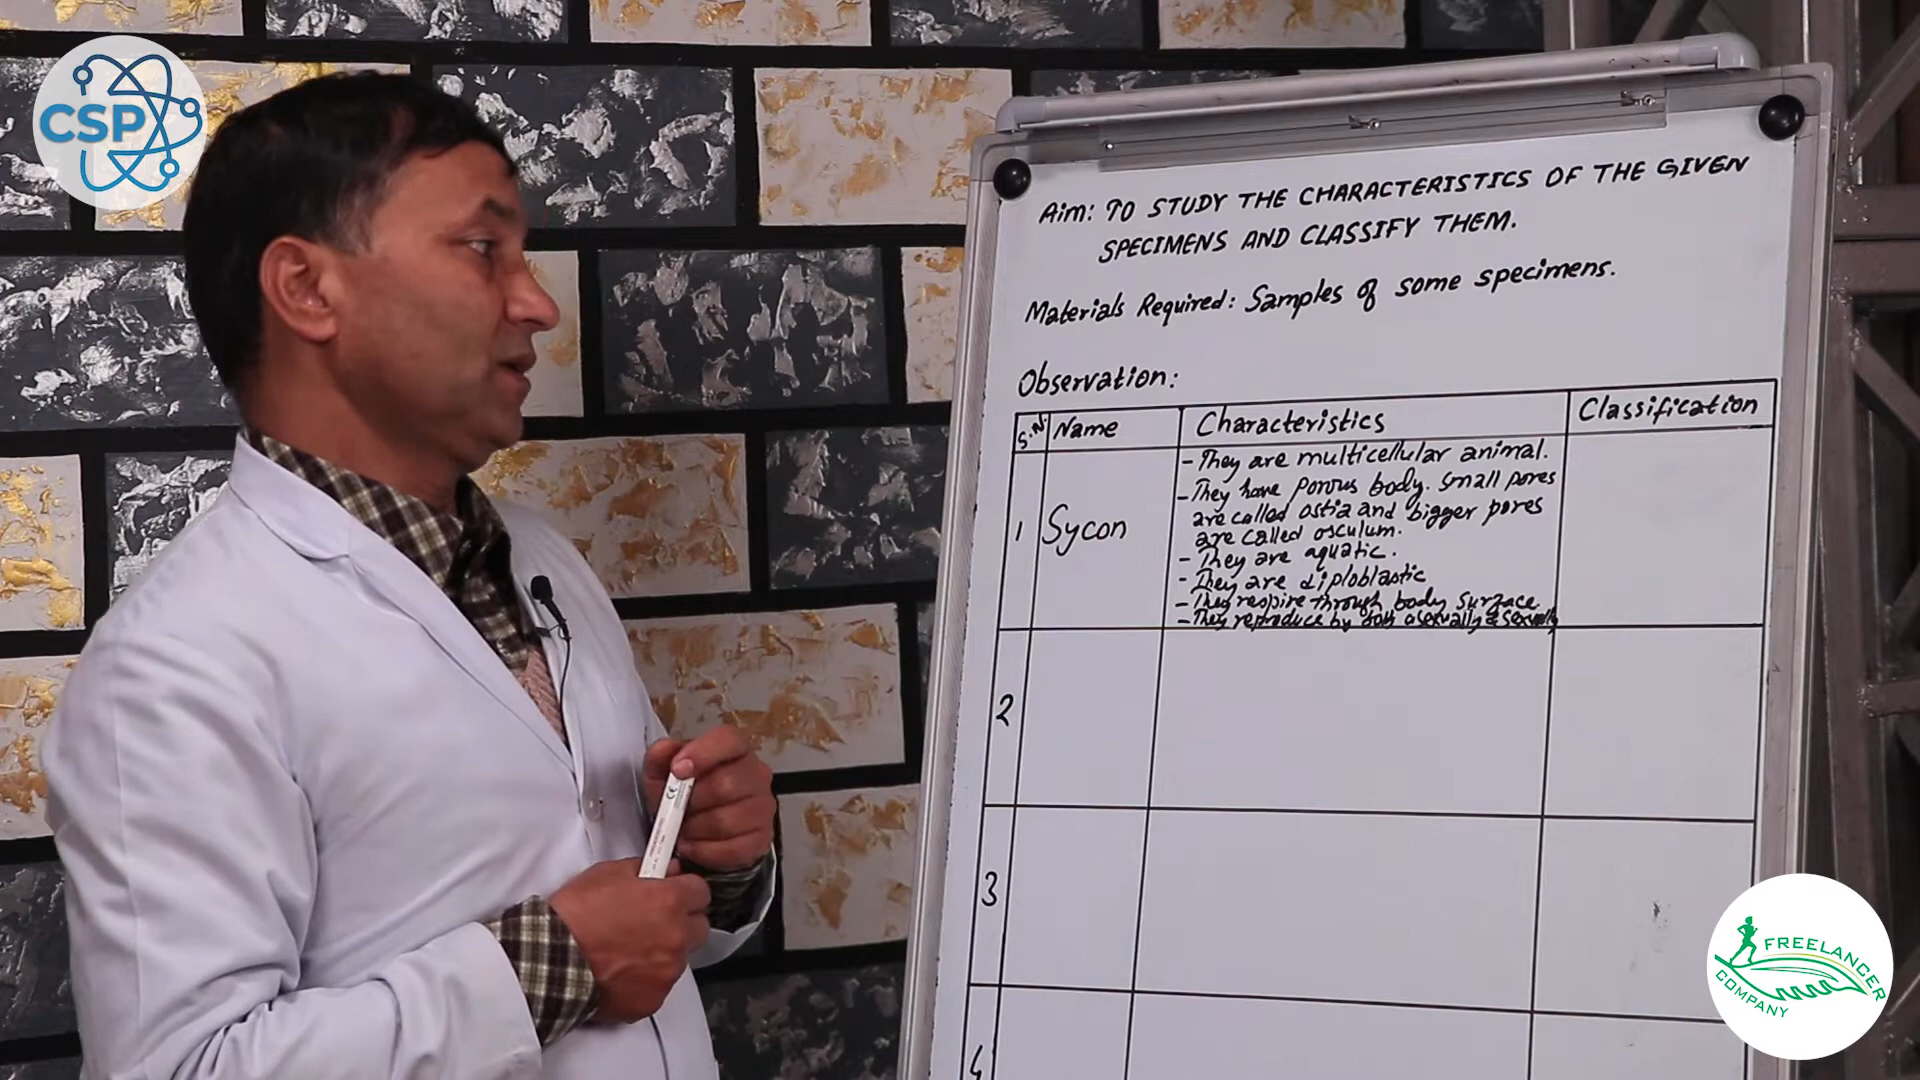 CSP
Aim: TO STUDY THE CHARACTERISTICS OF THE GIVEN
SPECIMENS AND CLASSIFY THEM.
Materials Required: Samples of some specimens.
Observation:
S.N. Name Characteristics Classification
1 Sycon
- They are multicellular animal.
- They have porous body. Small pores
are called ostia and bigger pores
are called osculum.
- They are aquatic.
- They are diploblastic
- They respire through body surface.
- They reproduce by both asexually & sexually
2
3
4
CE
FREELANCER
COMPANY